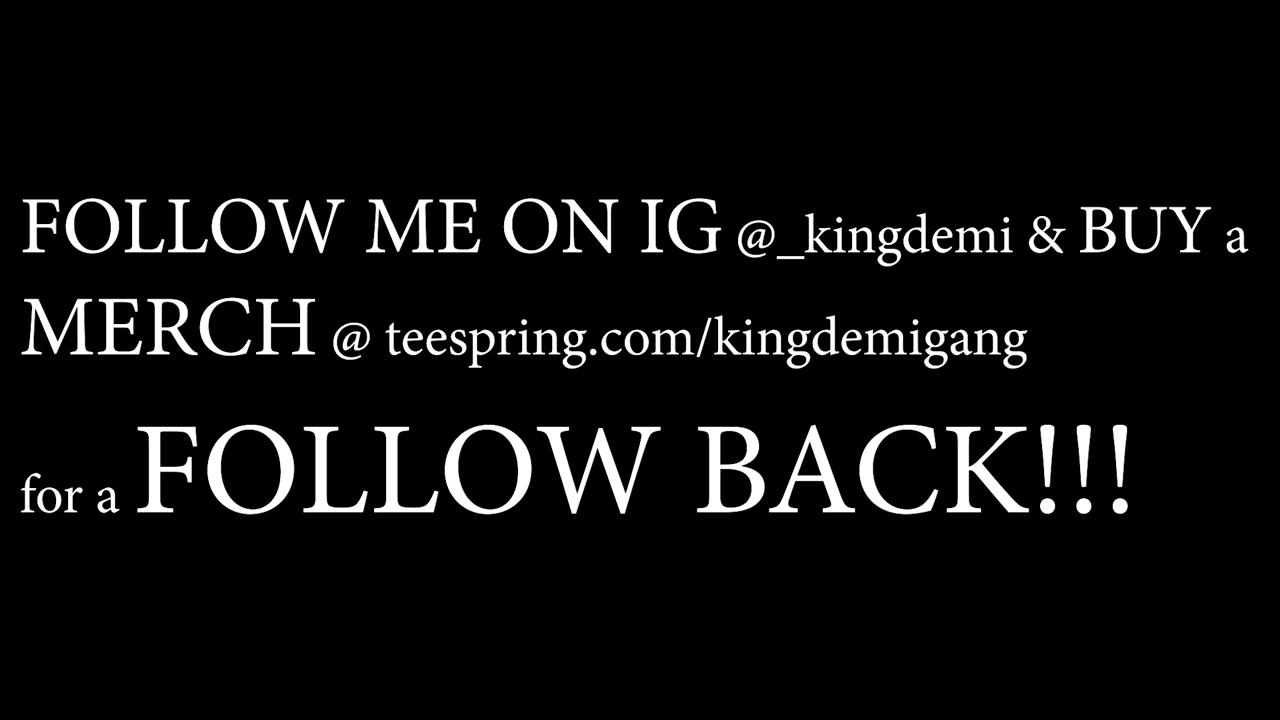 FOLLOW ME ON IG @_kingdemi & BUY a
MERCH @ teespring.com/kingdemigang
for a FOLLOW BACK!!!